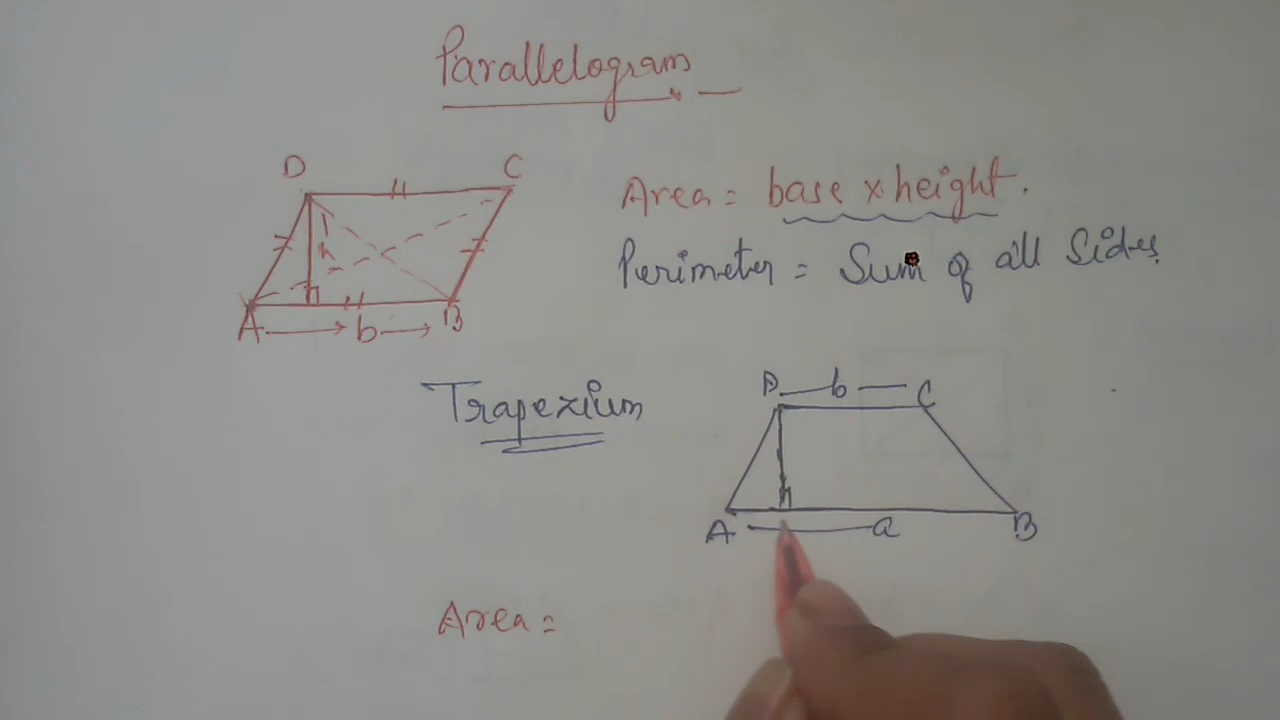 Parallelogram
D C
Area = base x height.
h
Perimeter = Sum of all Sides.
A b B
Trapezium
D b C
A a B
Area =